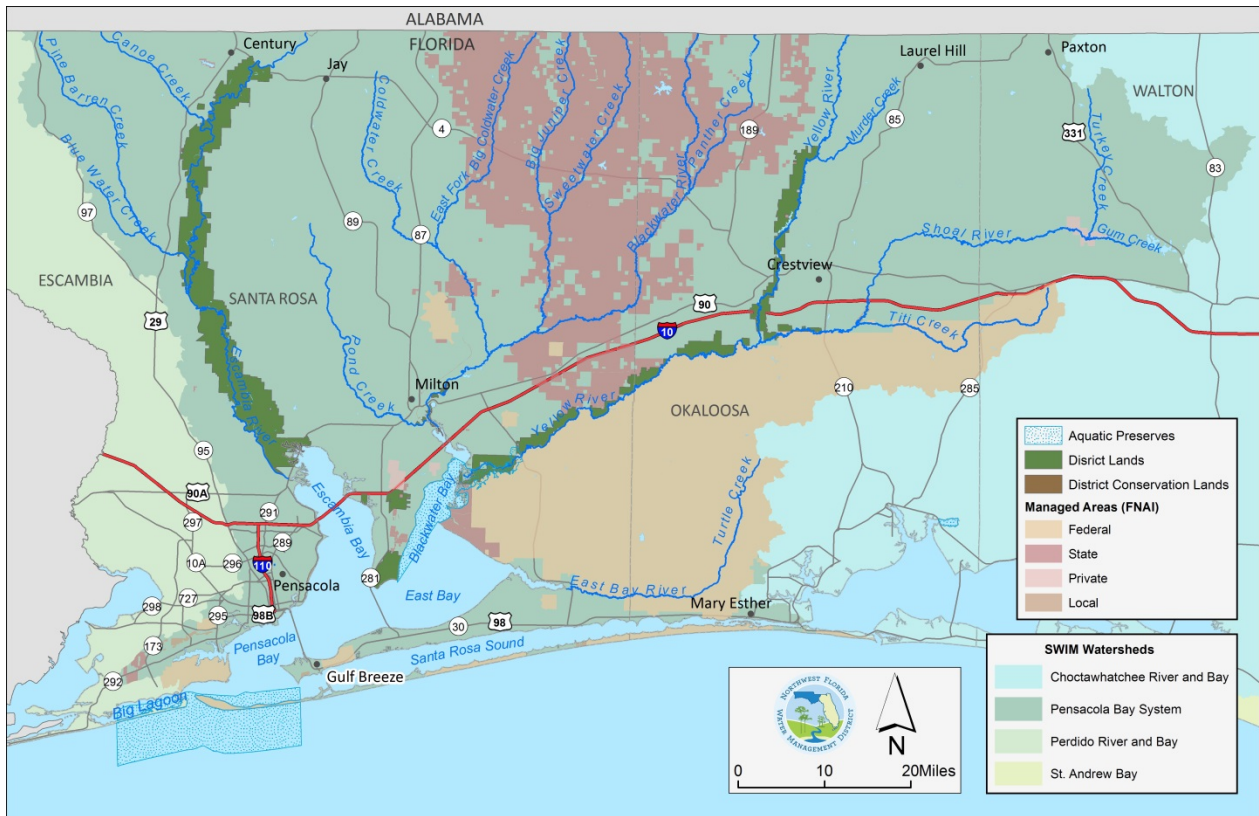 ALABAMA
FLORIDA
Century
Jay
Laurel Hill
Paxton
WALTON
Pine Barren Creek
Canoe Creek
Blue Water Creek
Coldwater Creek
East Fork Big Coldwater Creek
Big Juniper Creek
Sweetwater Creek
Panther Creek
Blackwater River
Yellow River
Murder Creek
Turkey Creek
4
189
85
331
83
97
89
87
Shoal River
Gum Creek
ESCAMBIA
SANTA ROSA
Crestview
29
90
10
Titi Creek
Escambia River
Pond Creek
Milton
Yellow River
OKALOOSA
210
285
95
90A
297
291
289
10A
296
110
Pensacola
298
727
295
98B
173
292
Escambia Bay
Blackwater Bay
281
East Bay
Turtle Creek
East Bay River
Mary Esther
30
98
Pensacola
Bay
Gulf Breeze
Santa Rosa Sound
Big Lagoon
Aquatic Preserves
Disrict Lands
District Conservation Lands
Managed Areas (FNAI)
Federal
State
Private
Local
SWIM Watersheds
Choctawhatchee River and Bay
Pensacola Bay System
Perdido River and Bay
St. Andrew Bay
NORTHWEST FLORIDA
WATER MANAGEMENT DISTRICT
N
0 10 20Miles